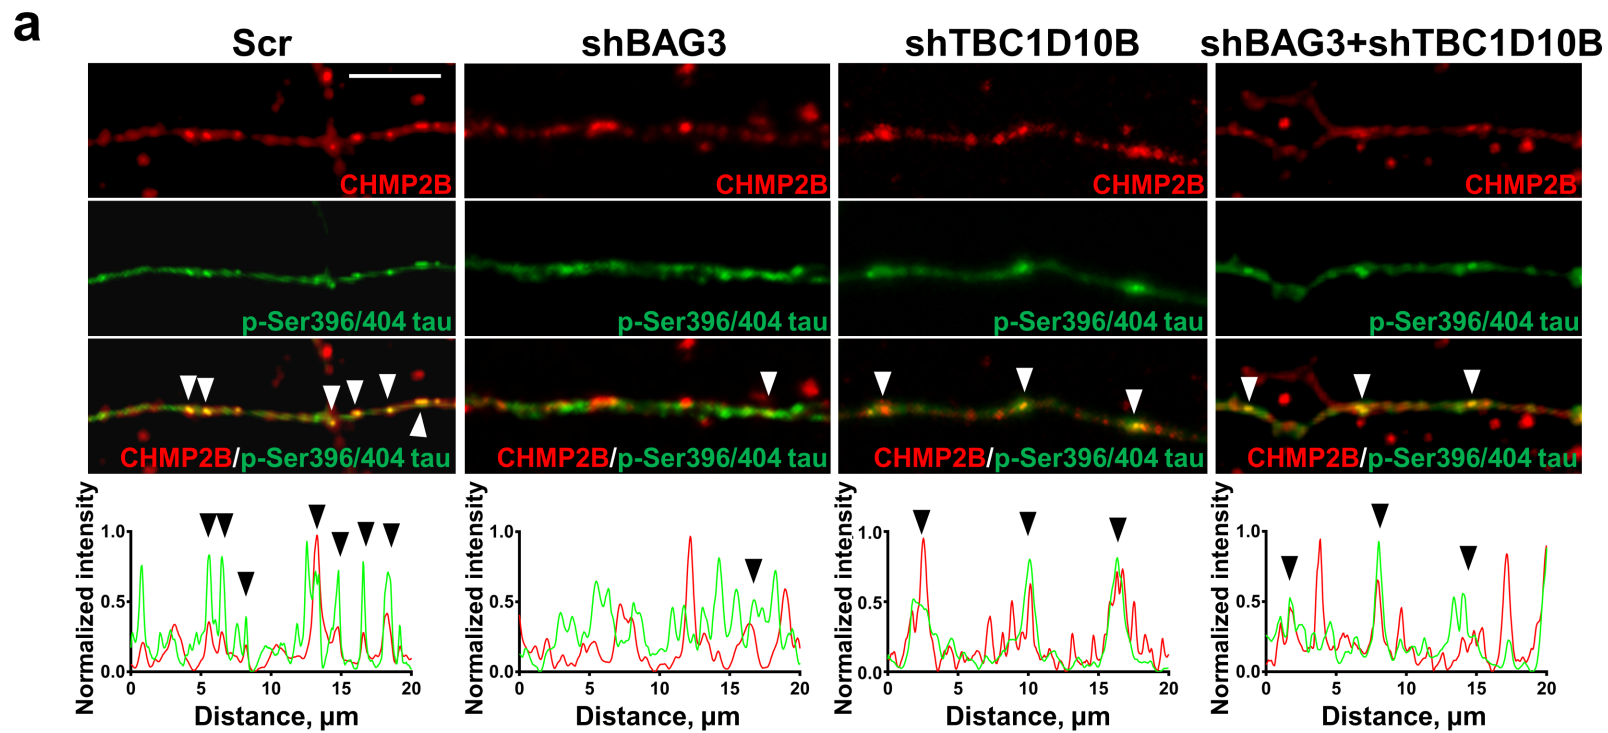 a
Scr shBAG3 shTBC1D10B shBAG3+shTBC1D10B
CHMP2B CHMP2B CHMP2B CHMP2B
p-Ser396/404 tau p-Ser396/404 tau p-Ser396/404 tau p-Ser396/404 tau
CHMP2B/p-Ser396/404 tau CHMP2B/p-Ser396/404 tau CHMP2B/p-Ser396/404 tau CHMP2B/p-Ser396/404 tau
Normalized intensity
1.0
0.5
0.0
0 5 10 15 20
Distance, µm
Normalized intensity
1.0
0.5
0.0
0 5 10 15 20
Distance, µm
Normalized intensity
1.0
0.5
0.0
0 5 10 15 20
Distance, µm
Normalized intensity
1.0
0.5
0.0
0 5 10 15 20
Distance, µm